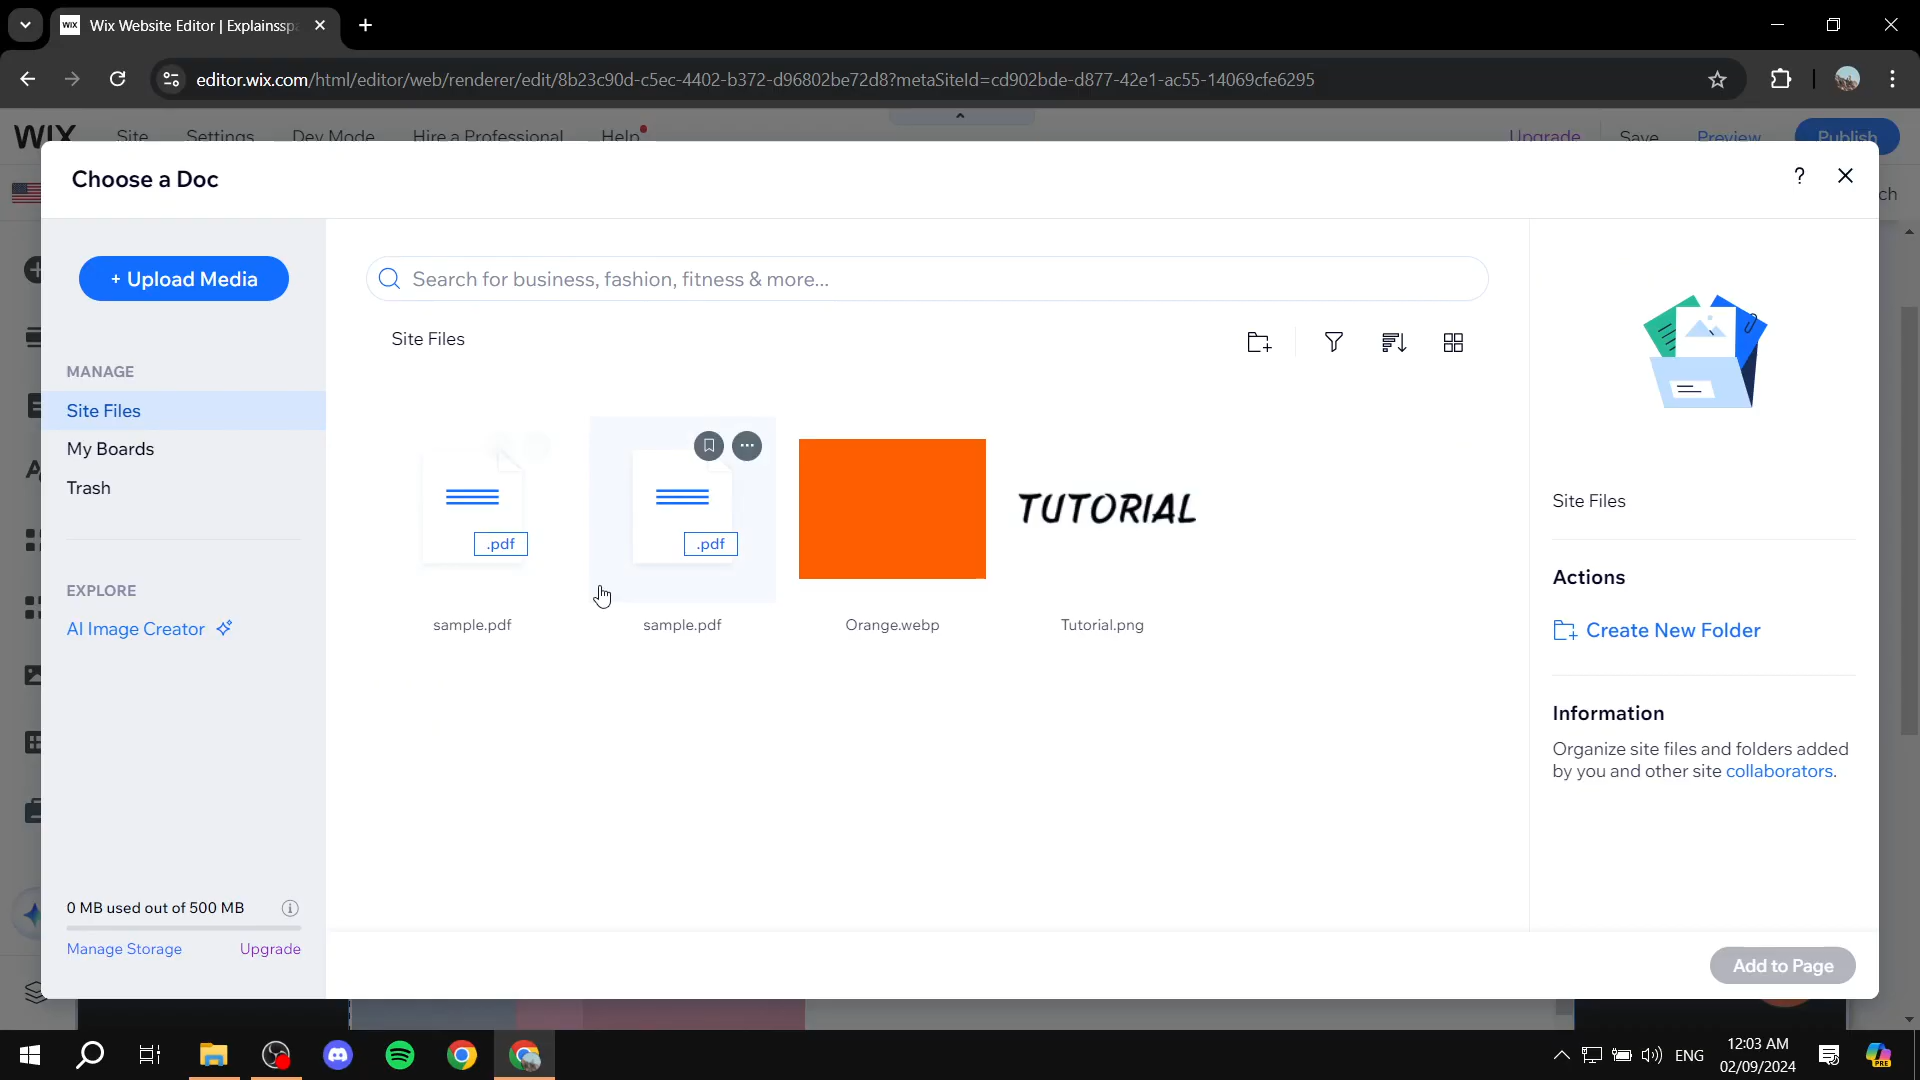 Wix Website Editor | Explainssp
editor.wix.com/html/editor/web/renderer/edit/8b23c90d-c5ec-4402-b372-d96802be72d8?metaSiteId=cd902bde-d877-42e1-ac55-14069cfe6295
WIX Site Settings Dev Mode Hire a Professional Help Upgrade Save Preview Publish
Choose a Doc
?
ch
+ Upload Media
Search for business, fashion, fitness & more...
Site Files
MANAGE
Site Files
My Boards
Trash
EXPLORE
AI Image Creator
0 MB used out of 500 MB
Manage Storage Upgrade
.pdf
.pdf
TUTORIAL
sample.pdf
sample.pdf
Orange.webp
Tutorial.png
Site Files
Actions
Create New Folder
Information
Organize site files and folders added
by you and other site collaborators.
Add to Page
ENG
12:03 AM
02/09/2024
PRE